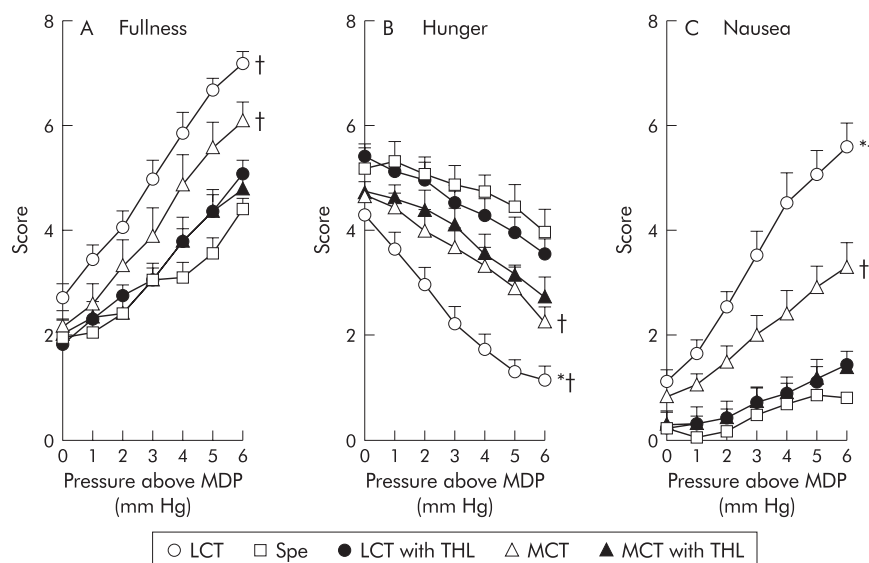 A Fullness
B Hunger
C Nausea
8
6
4
2
0
Score
†
†
0 1 2 3 4 5 6
Pressure above MDP
(mm Hg)
8
6
4
2
0
Score
†
*†
0 1 2 3 4 5 6
Pressure above MDP
(mm Hg)
8
6
4
2
0
Score
*
†
0 1 2 3 4 5 6
Pressure above MDP
(mm Hg)
LCT Spe LCT with THL MCT MCT with THL